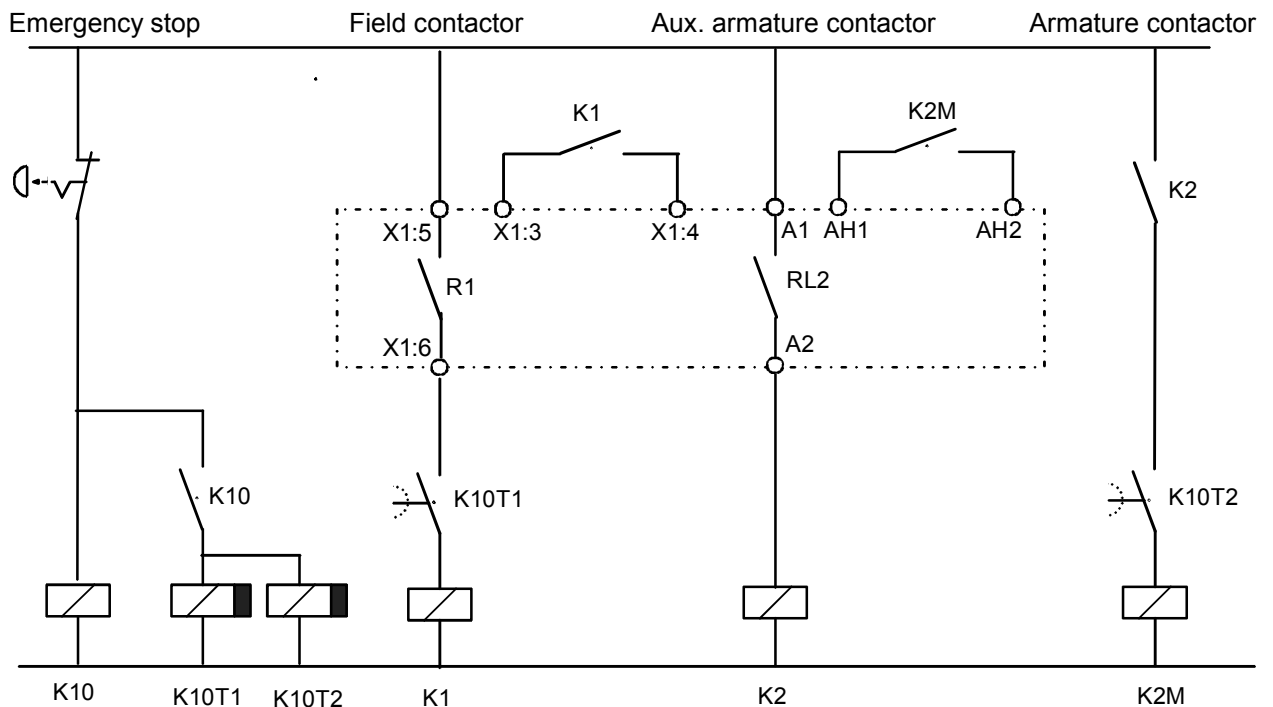 Emergency stop
Field contactor
Aux. armature contactor
Armature contactor
K1
K2M
K2
X1:5
X1:3
X1:4
A1
AH1
AH2
R1
RL2
X1:6
A2
K10
K10T1
K10T2
K10
K10T1
K10T2
K1
K2
K2M